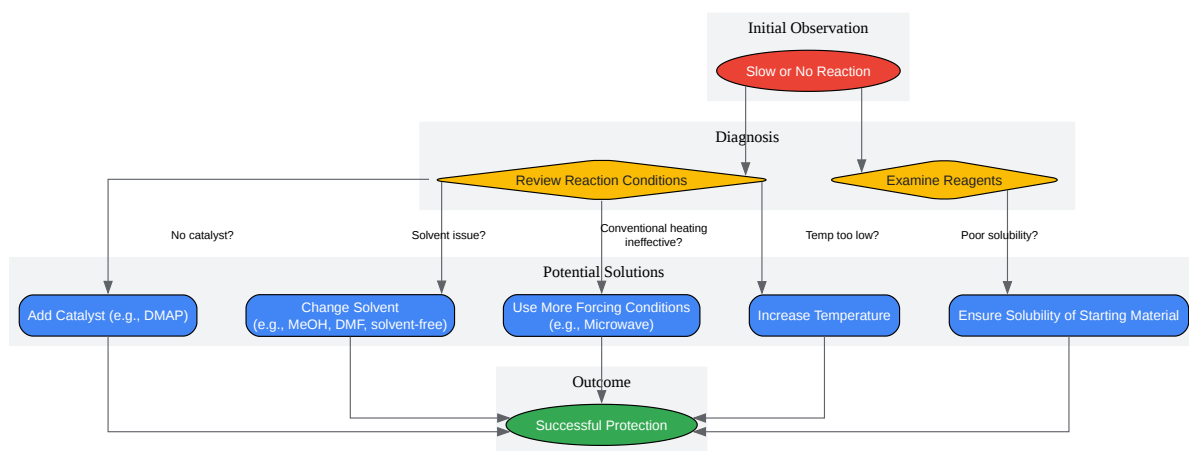 Initial Observation
Slow or No Reaction
Diagnosis
Review Reaction Conditions
Examine Reagents
No catalyst?
Solvent issue?
Conventional heating
ineffective?
Temp too low?
Poor solubility?
Potential Solutions
Add Catalyst (e.g., DMAP)
Change Solvent
(e.g., MeOH, DMF, solvent-free)
Use More Forcing Conditions
(e.g., Microwave)
Increase Temperature
Ensure Solubility of Starting Material
Outcome
Successful Protection